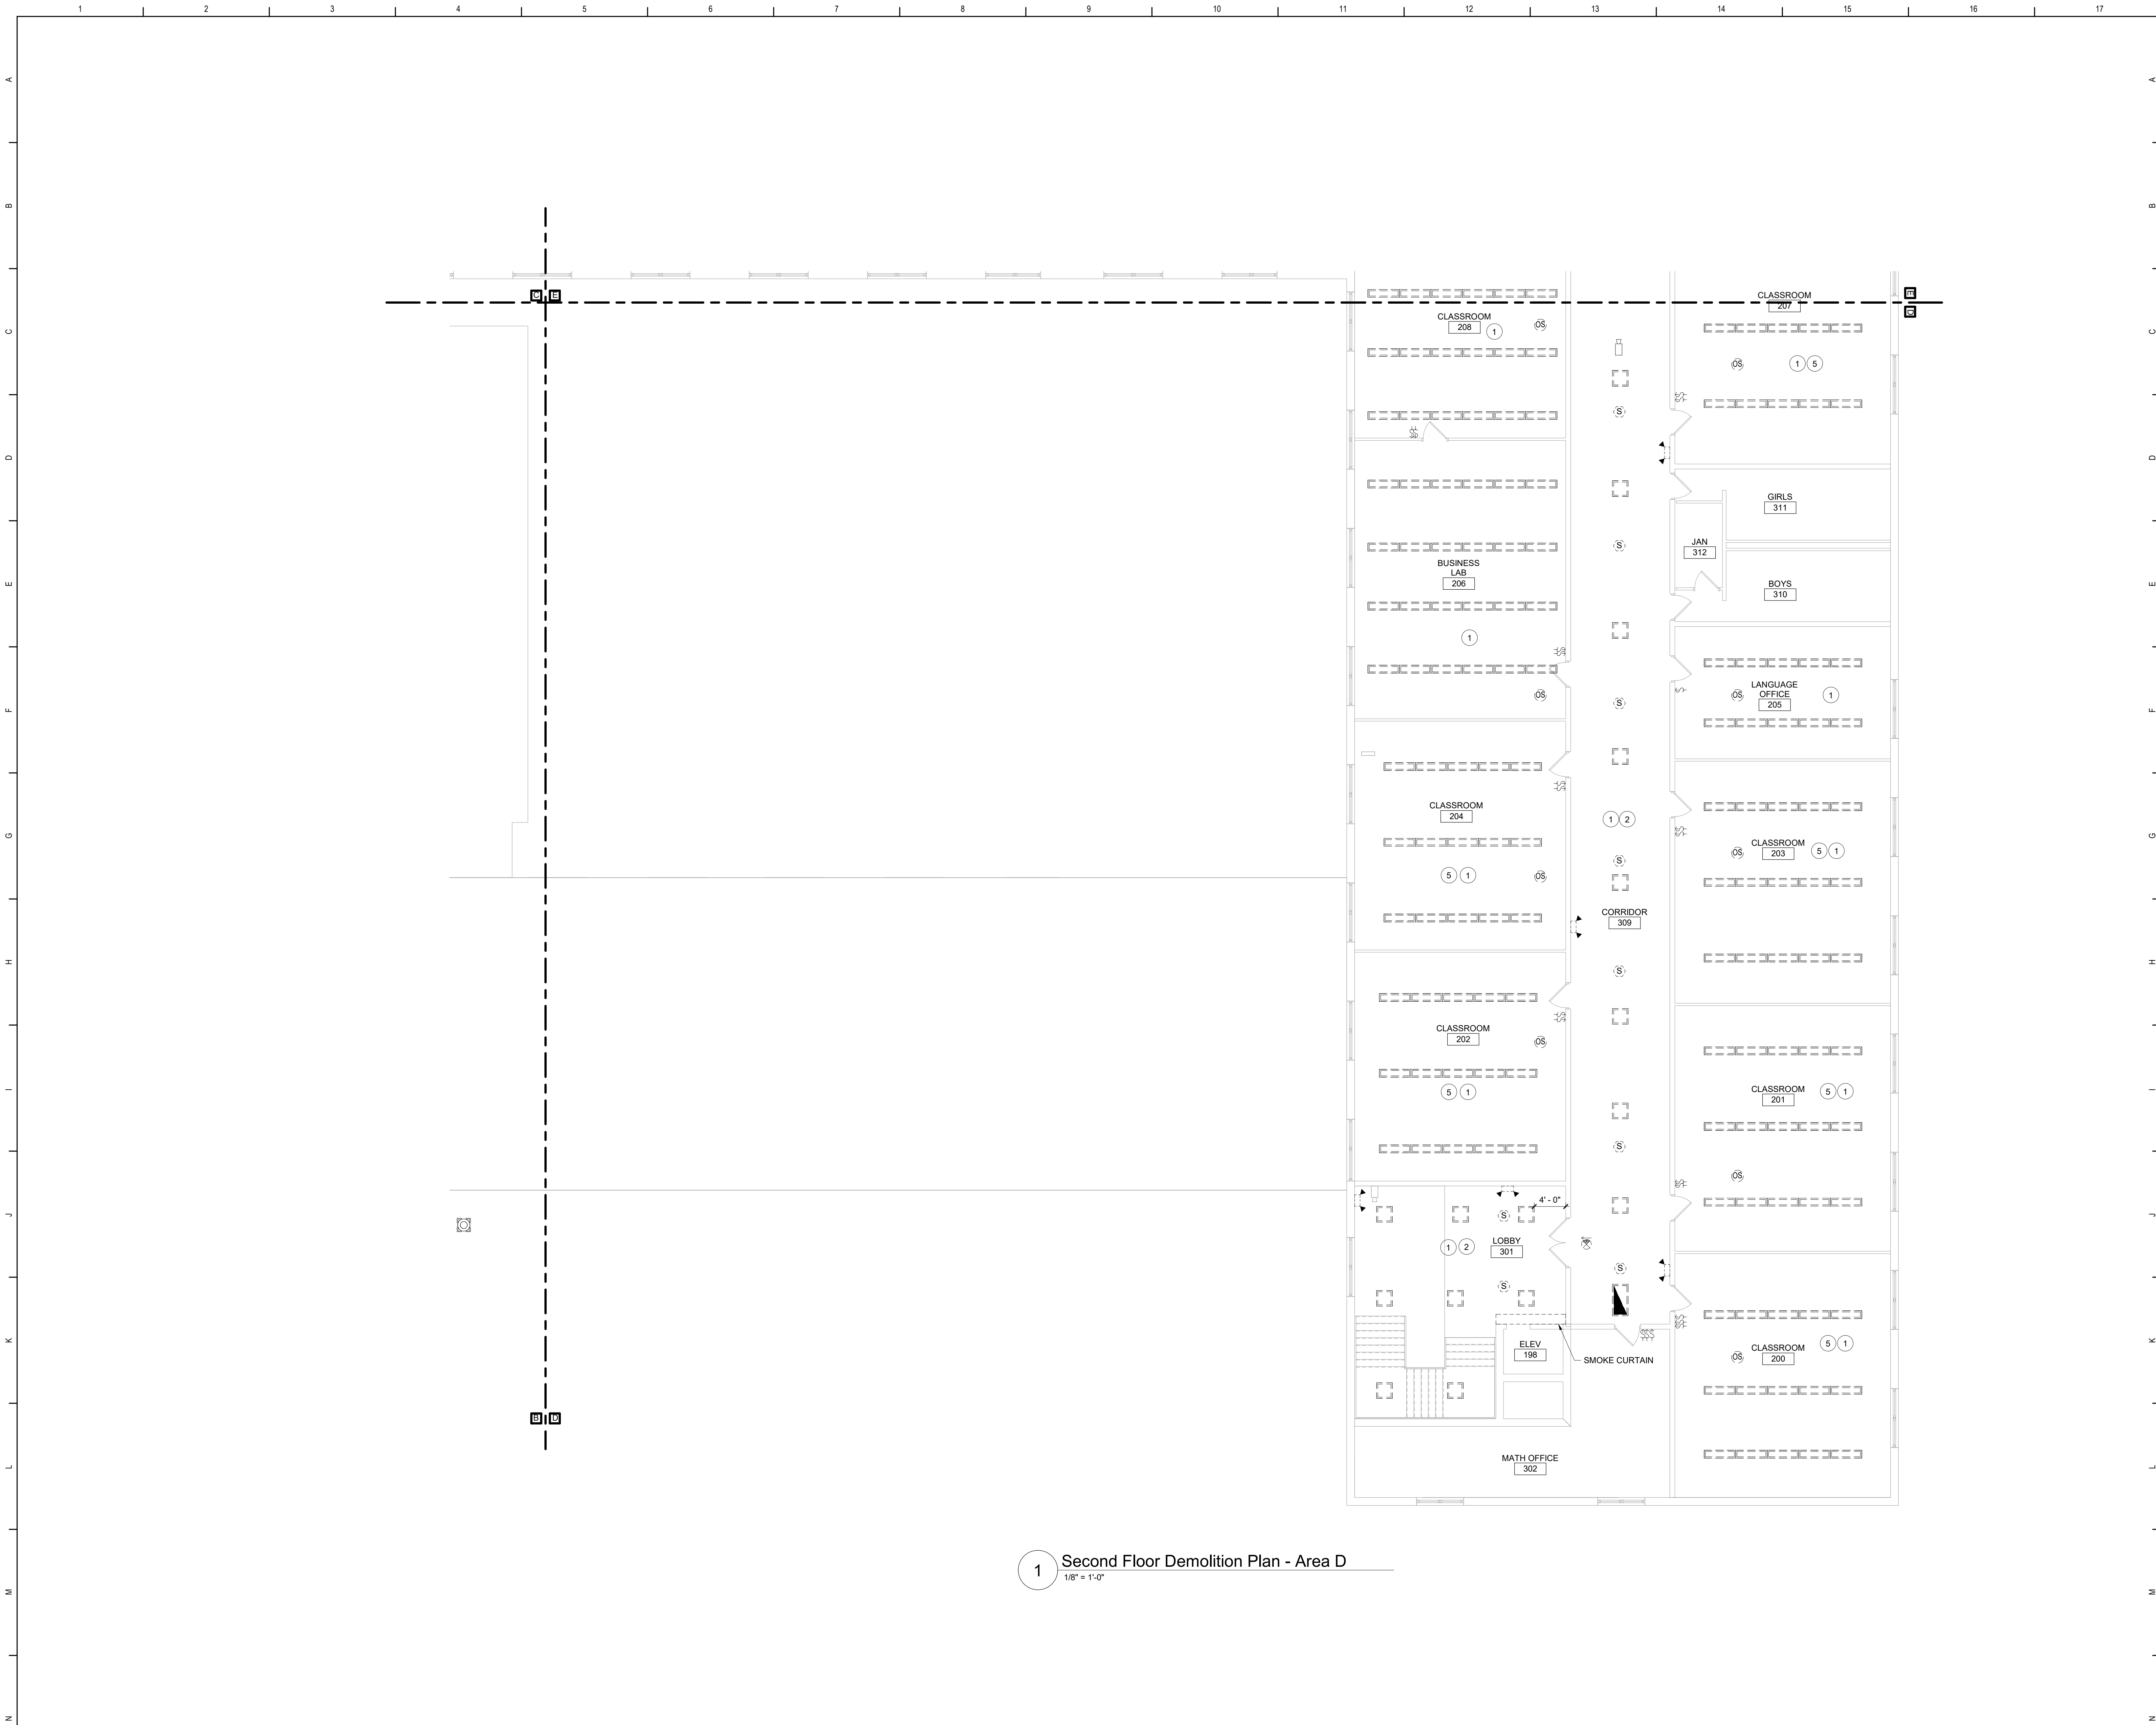 1 2 3 4 5 6 7 8 9 10 11 12 13 14 15 16 17
A A
B B
C E
E
D
CLASSROOM
207
CLASSROOM
208
1
OS
C C
OS
1 5
$$
S
$$
D D
GIRLS
311
S
JAN
312
BUSINESS
LAB
206
E E
BOYS
310
1
$$
OS
LANGUAGE
OFFICE
205
OS
1
$
S
F F
$$
CLASSROOM
204
1 2
$$
G G
CLASSROOM
203
OS
5 1
S
5 1
OS
CORRIDOR
309
H H
S
$$
CLASSROOM
202
OS
5 1
I I
CLASSROOM
201
5 1
S
OS
$$
4' - 0"
J J
S
LOBBY
301
1 2
S
S
$$$
$$$
K K
ELEV
198
SMOKE CURTAIN
CLASSROOM
200
5 1
OS
B D
MATH OFFICE
302
L L
1
Second Floor Demolition Plan - Area D
1/8" = 1'-0"
M M
N N